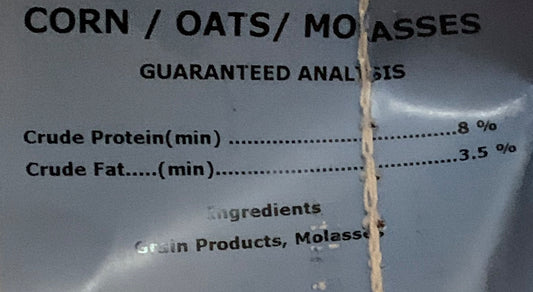 CORN / OATS/ MOLASSES
GUARANTEED ANALYSIS
Crude Protein(min) ....................................8 %
Crude Fat.....(min)......................................3.5 %
Ingredients
Grain Products, Molasses